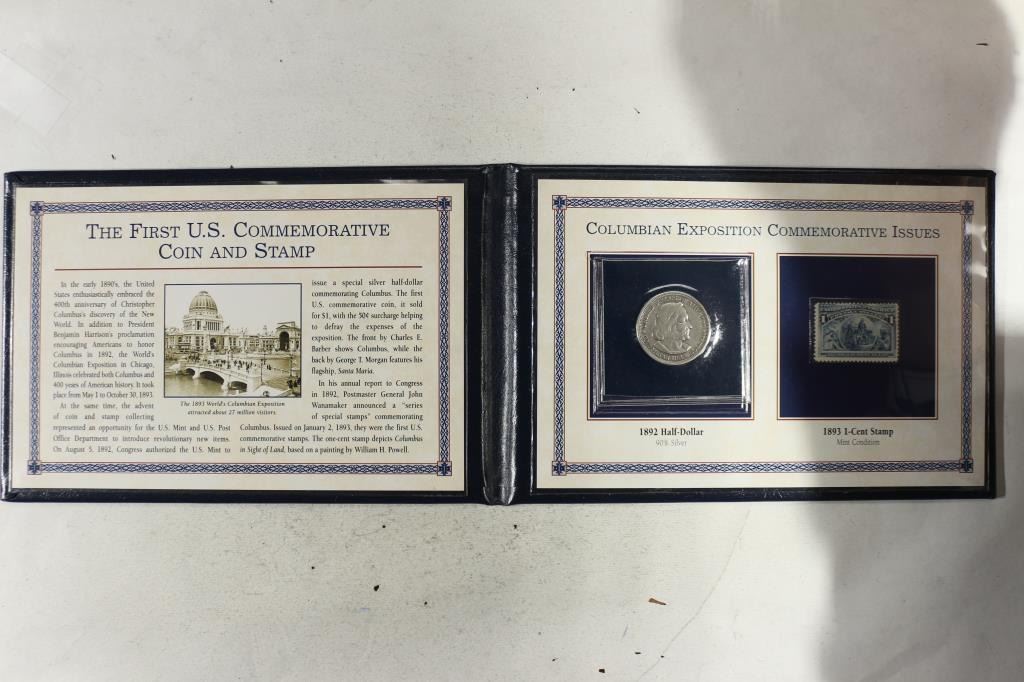 THE FIRST U.S. COMMEMORATIVE
COIN AND STAMP
In the early 1890's, the United
States enthusiastically embraced the
400th anniversary of Christopher
Columbus's discovery of the New
World. In addition to President
Benjamin Harrison's proclamation
encouraging Americans to honor
Columbus in 1892, the World's
Columbian Exposition in Chicago,
Illinois celebrated both Columbus and
400 years of American history. It took
place from May 1 to October 30, 1893.
At the same time, the advent
of coin and stamp collecting
represented an opportunity for the U.S. Mint and U.S. Post
Office Department to introduce revolutionary new items.
On August 5, 1892, Congress authorized the U.S. Mint to
The 1893 World's Columbian Exposition
attracted about 27 million visitors.
issue a special silver half-dollar
commemorating Columbus. The first
U.S. commemorative coin, it sold
for $1, with the 50¢ surcharge helping
to defray the expenses of the
exposition. The front by Charles E.
Barber shows Columbus, while the
back by George T. Morgan features his
flagship, Santa Maria.
In his annual report to Congress
in 1892, Postmaster General John
Wanamaker announced a "series
of special stamps" commemorating
Columbus. Issued on January 2, 1893, they were the first U.S.
commemorative stamps. The one-cent stamp depicts Columbus
in Sight of Land, based on a painting by William H. Powell.
COLUMBIAN EXPOSITION COMMEMORATIVE ISSUES
1892 Half-Dollar
90% Silver
1
1
1893 1-Cent Stamp
Mint Condition